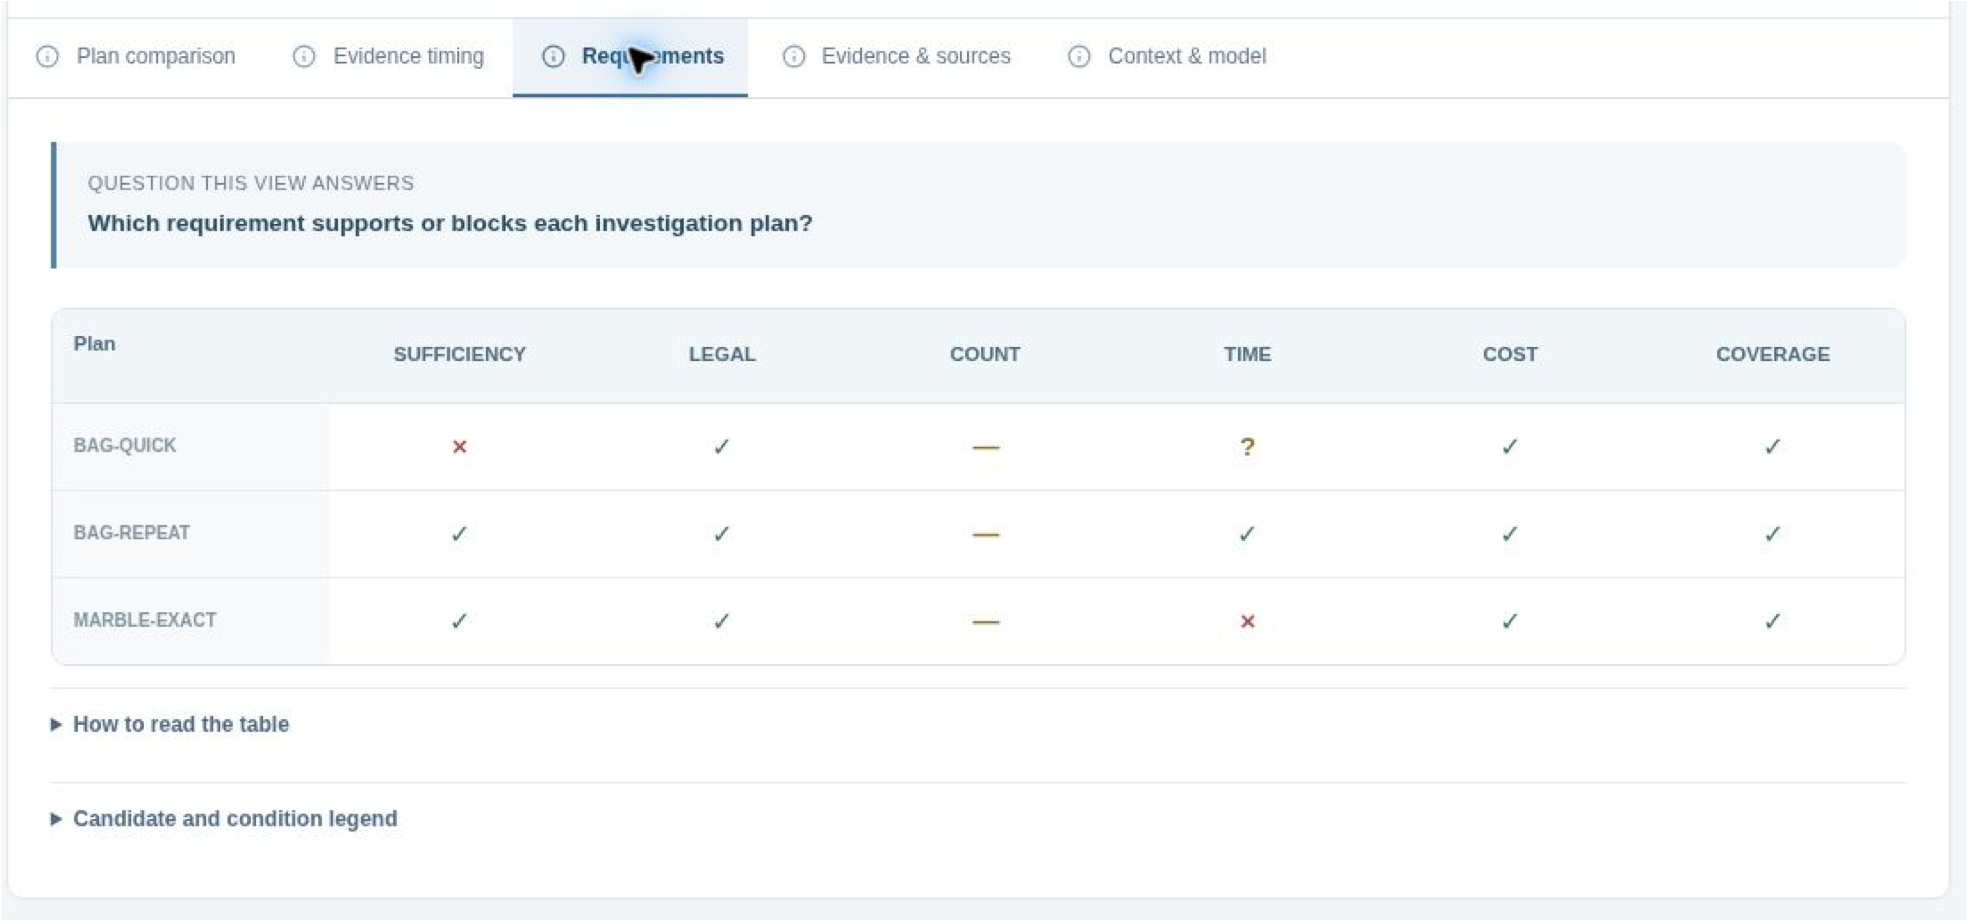 Plan comparison Evidence timing Requirements Evidence & sources Context & model
QUESTION THIS VIEW ANSWERS
Which requirement supports or blocks each investigation plan?
Plan SUFFICIENCY LEGAL COUNT TIME COST COVERAGE
BAG-QUICK × ✓ — ? ✓ ✓
BAG-REPEAT ✓ ✓ — ✓ ✓ ✓
MARBLE-EXACT ✓ ✓ — × ✓ ✓
How to read the table
Candidate and condition legend